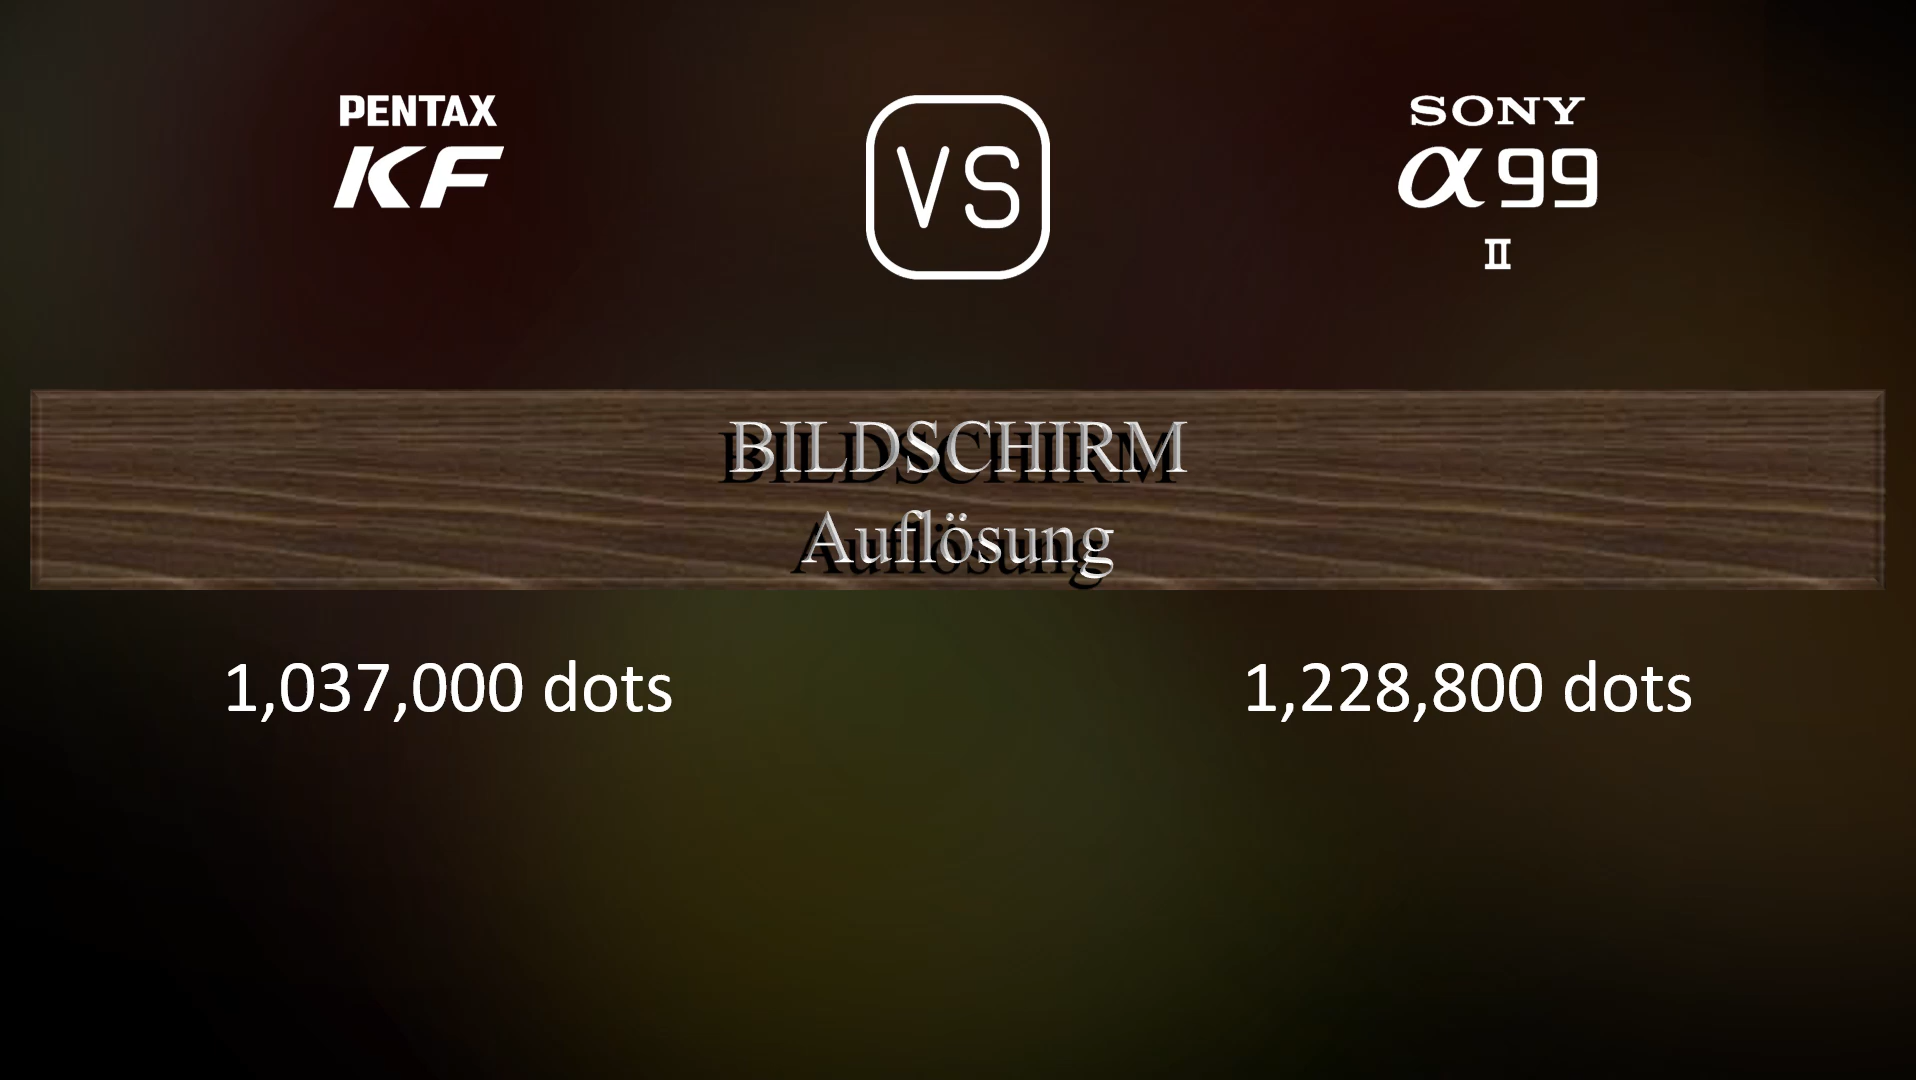 PENTAX
KF
VS
SONY
α99
II
BILDSCHIRM
Auflösung
1,037,000 dots
1,228,800 dots